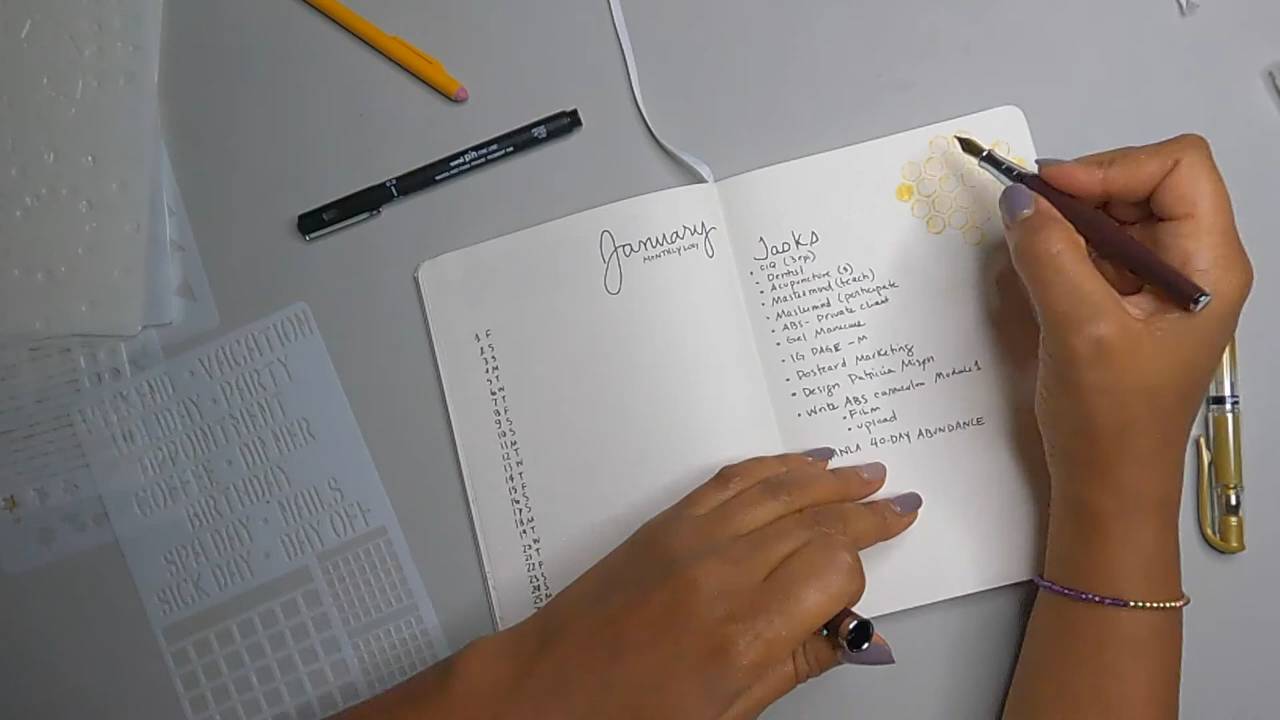 January
MONTHLY LOG
1 F
2 S
3 S
4 M
5 T
6 W
7 T
8 F
9 S
10 S
11 M
12 T
13 W
14 T
15 F
16 S
17 S
18 M
19 T
20 W
21 T
22 F
23 S
24 S
25 M
Tasks
• Dentist
• Acupuncture
• Mastermind (teach)
• Mastermind (participate
• ABS - Private client
• Gel Manicure
• IG PAGE - M
• Postcard Marketing
• Design Patricia
• Write ABS curriculum Module 1
• Film
• upload
40-DAY ABUNDANCE
uni pin FINE LINE
WEEKEND • VACATION
HOLIDAY • PARTY
APPOINTMENT
COFFEE • DINNER
BIRTHDAY
SPA DAY • NAILS
SICK DAY • DAY OFF